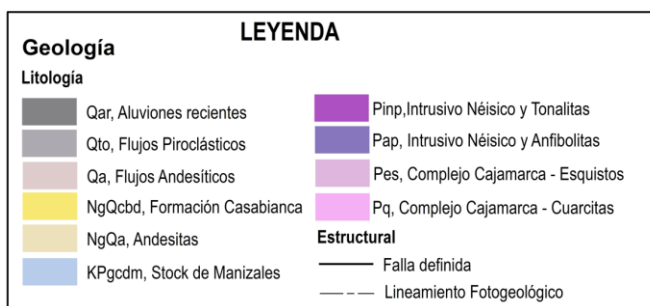 LEYENDA
Geología
Litología
Qar, Aluviones recientes
Qto, Flujos Piroclásticos
Qa, Flujos Andesíticos
NgQcbd, Formación Casabianca
NgQa, Andesitas
KPgcdm, Stock de Manizales
Pinp,Intrusivo Néisico y Tonalitas
Pap, Intrusivo Néisico y Anfibolitas
Pes, Complejo Cajamarca - Esquistos
Pq, Complejo Cajamarca - Cuarcitas
Estructural
Falla definida
Lineamiento Fotogeológico